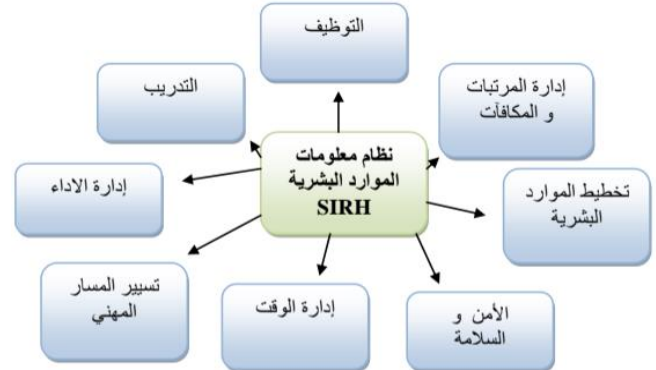 التوظيف
إدارة المرتبات
و المكافآت
التدريب
نظام معلومات
الموارد البشرية
SIRH
تخطيط الموارد
البشرية
إدارة الاداء
الأمن و
السلامة
إدارة الوقت
تسيير المسار
المهني